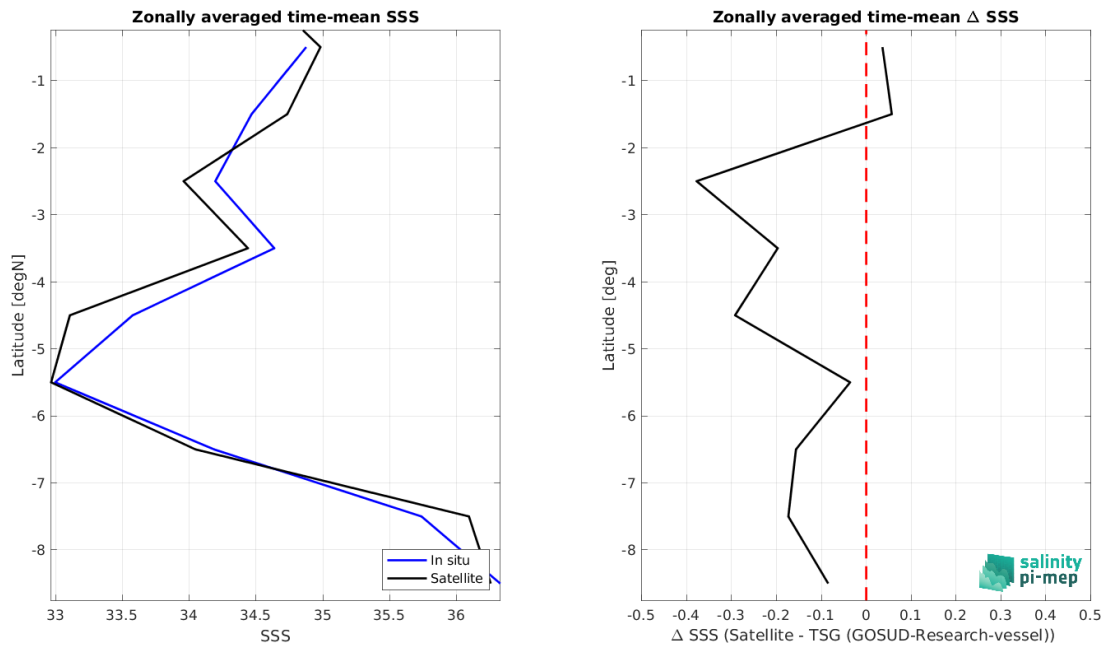 Zonally averaged time-mean SSS
-1
-2
-3
-4
-5
-6
-7
-8
Latitude [degN]
33 33.5 34 34.5 35 35.5 36
SSS
In situ
Satellite
Zonally averaged time-mean Δ SSS
-1
-2
-3
-4
-5
-6
-7
-8
Latitude [deg]
-0.5 -0.4 -0.3 -0.2 -0.1 0 0.1 0.2 0.3 0.4 0.5
Δ SSS (Satellite - TSG (GOSUD-Research-vessel))
salinity
pi-mep